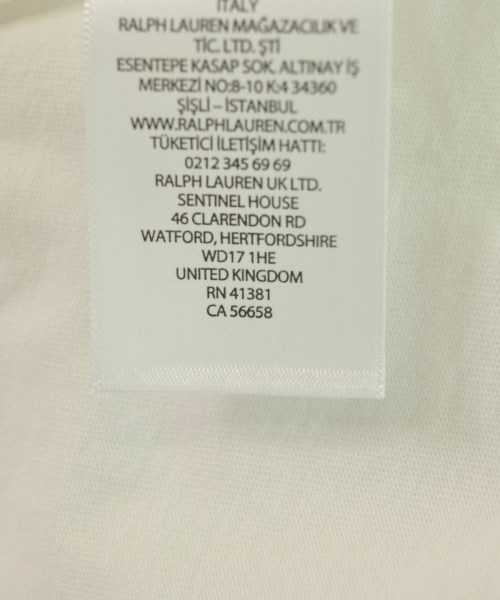 ITALY
RALPH LAUREN MAĞAZACILIK VE
TİC. LTD. ŞTİ
ESENTEPE KASAP SOK. ALTINAY İŞ
MERKEZİ NO:8-10 K:4 34360
ŞİŞLİ – İSTANBUL
WWW.RALPHLAUREN.COM.TR
TÜKETİCİ İLETİŞİM HATTI:
0212 345 69 69
RALPH LAUREN UK LTD.
SENTINEL HOUSE
46 CLARENDON RD
WATFORD, HERTFORDSHIRE
WD17 1HE
UNITED KINGDOM
RN 41381
CA 56658